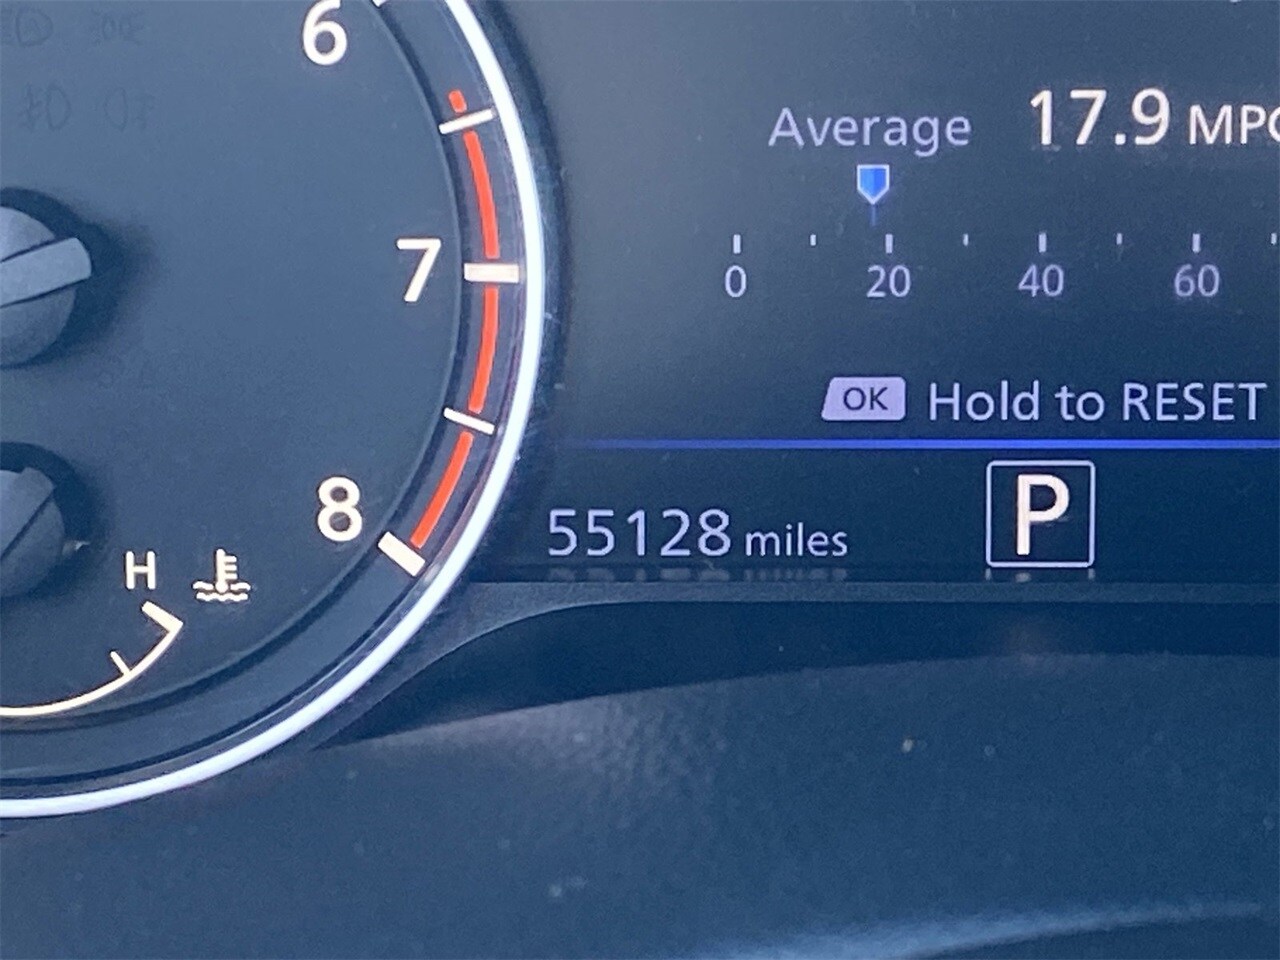 6
Average 17.9 MPG
7
0 20 40 60
OK Hold to RESET
8
55128 miles P
H